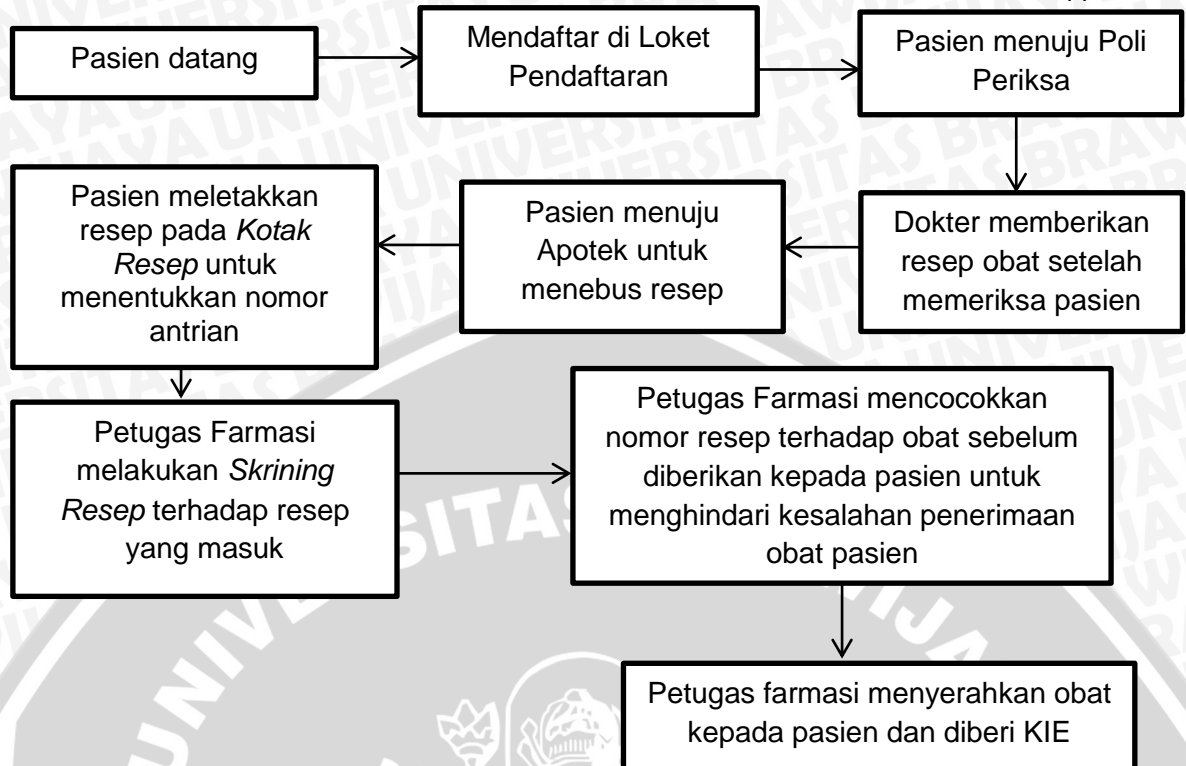 Pasien datang
Mendaftar di Loket
Pendaftaran
Pasien menuju Poli
Periksa
Dokter memberikan
resep obat setelah
memeriksa pasien
Pasien menuju
Apotek untuk
menebus resep
Pasien meletakkan
resep pada Kotak
Resep untuk
menentukkan nomor
antrian
Petugas Farmasi
melakukan Skrining
Resep terhadap resep
yang masuk
Petugas Farmasi mencocokkan
nomor resep terhadap obat sebelum
diberikan kepada pasien untuk
menghindari kesalahan penerimaan
obat pasien
Petugas farmasi menyerahkan obat
kepada pasien dan diberi KIE